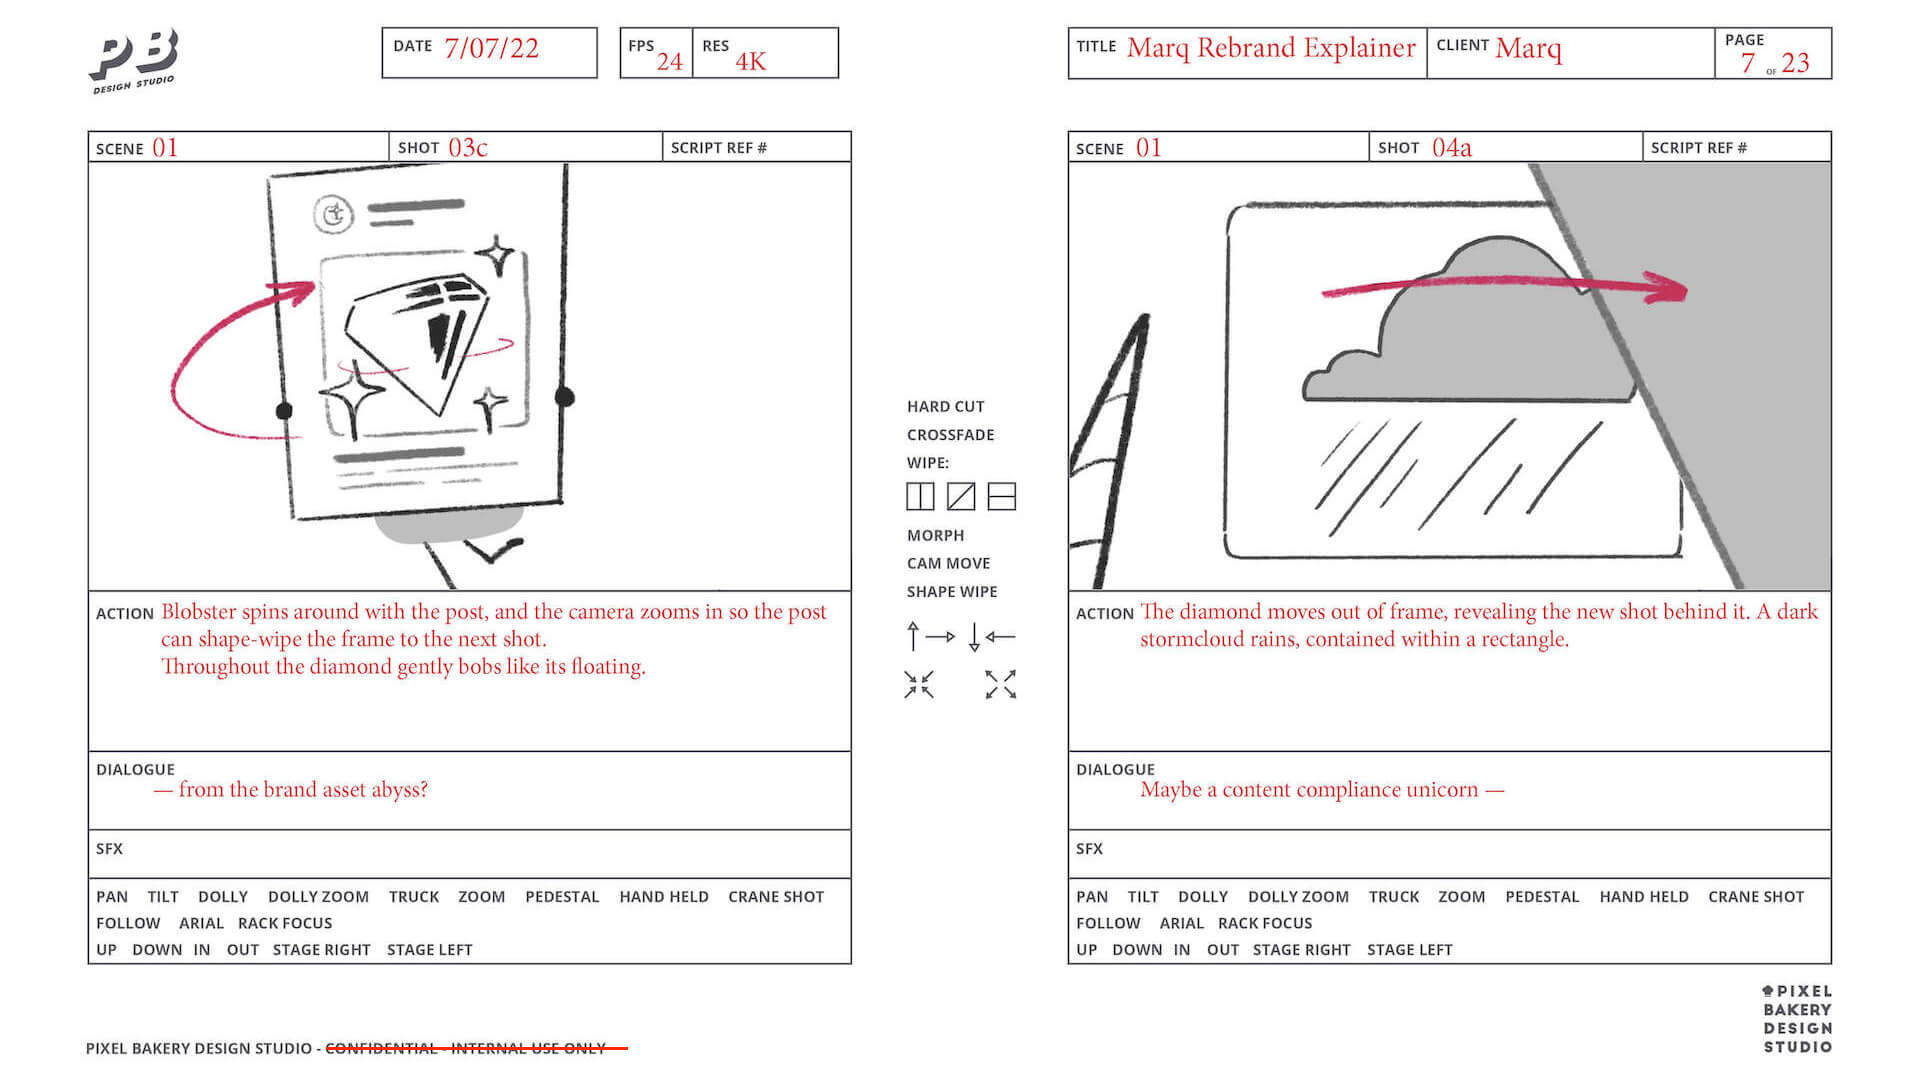 PB
DESIGN STUDIO
DATE 7/07/22
FPS 24
RES 4K
TITLE Marq Rebrand Explainer
CLIENT Marq
PAGE 7 OF 23
SCENE 01
SHOT 03c
SCRIPT REF #
ACTION Blobster spins around with the post, and the camera zooms in so the post
can shape-wipe the frame to the next shot.
Throughout the diamond gently bobs like its floating.
DIALOGUE
— from the brand asset abyss?
SFX
PAN TILT DOLLY DOLLY ZOOM TRUCK ZOOM PEDESTAL HAND HELD CRANE SHOT
FOLLOW ARIAL RACK FOCUS
UP DOWN IN OUT STAGE RIGHT STAGE LEFT
HARD CUT
CROSSFADE
WIPE:
MORPH
CAM MOVE
SHAPE WIPE
SCENE 01
SHOT 04a
SCRIPT REF #
ACTION The diamond moves out of frame, revealing the new shot behind it. A dark
stormcloud rains, contained within a rectangle.
DIALOGUE
Maybe a content compliance unicorn —
SFX
PAN TILT DOLLY DOLLY ZOOM TRUCK ZOOM PEDESTAL HAND HELD CRANE SHOT
FOLLOW ARIAL RACK FOCUS
UP DOWN IN OUT STAGE RIGHT STAGE LEFT
PIXEL BAKERY DESIGN STUDIO - CONFIDENTIAL - INTERNAL USE ONLY
PIXEL
BAKERY
DESIGN
STUDIO